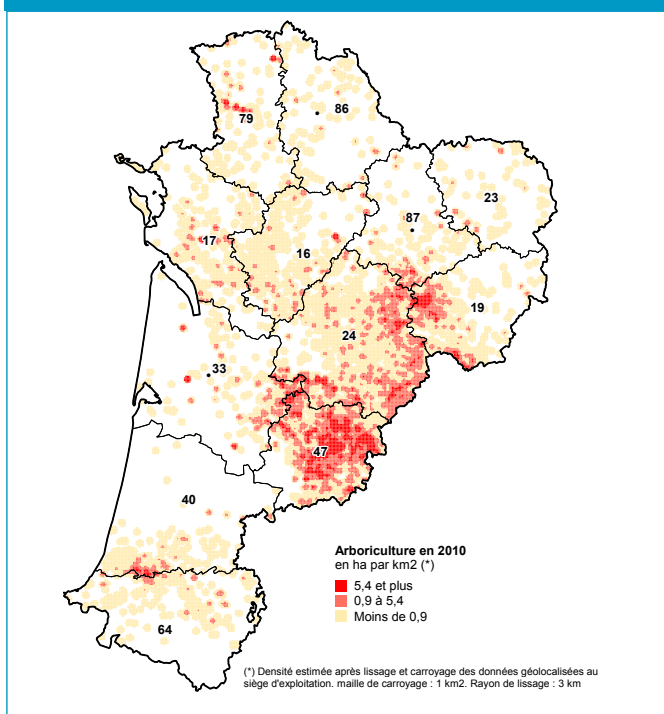 86
79
23
87
17
16
19
24
33
47
40
64
Arboriculture en 2010
en ha par km2 (*)
5,4 et plus
0,9 à 5,4
Moins de 0,9
(*) Densité estimée après lissage et carroyage des données géolocalisées au
siège d'exploitation. maille de carroyage : 1 km2. Rayon de lissage : 3 km